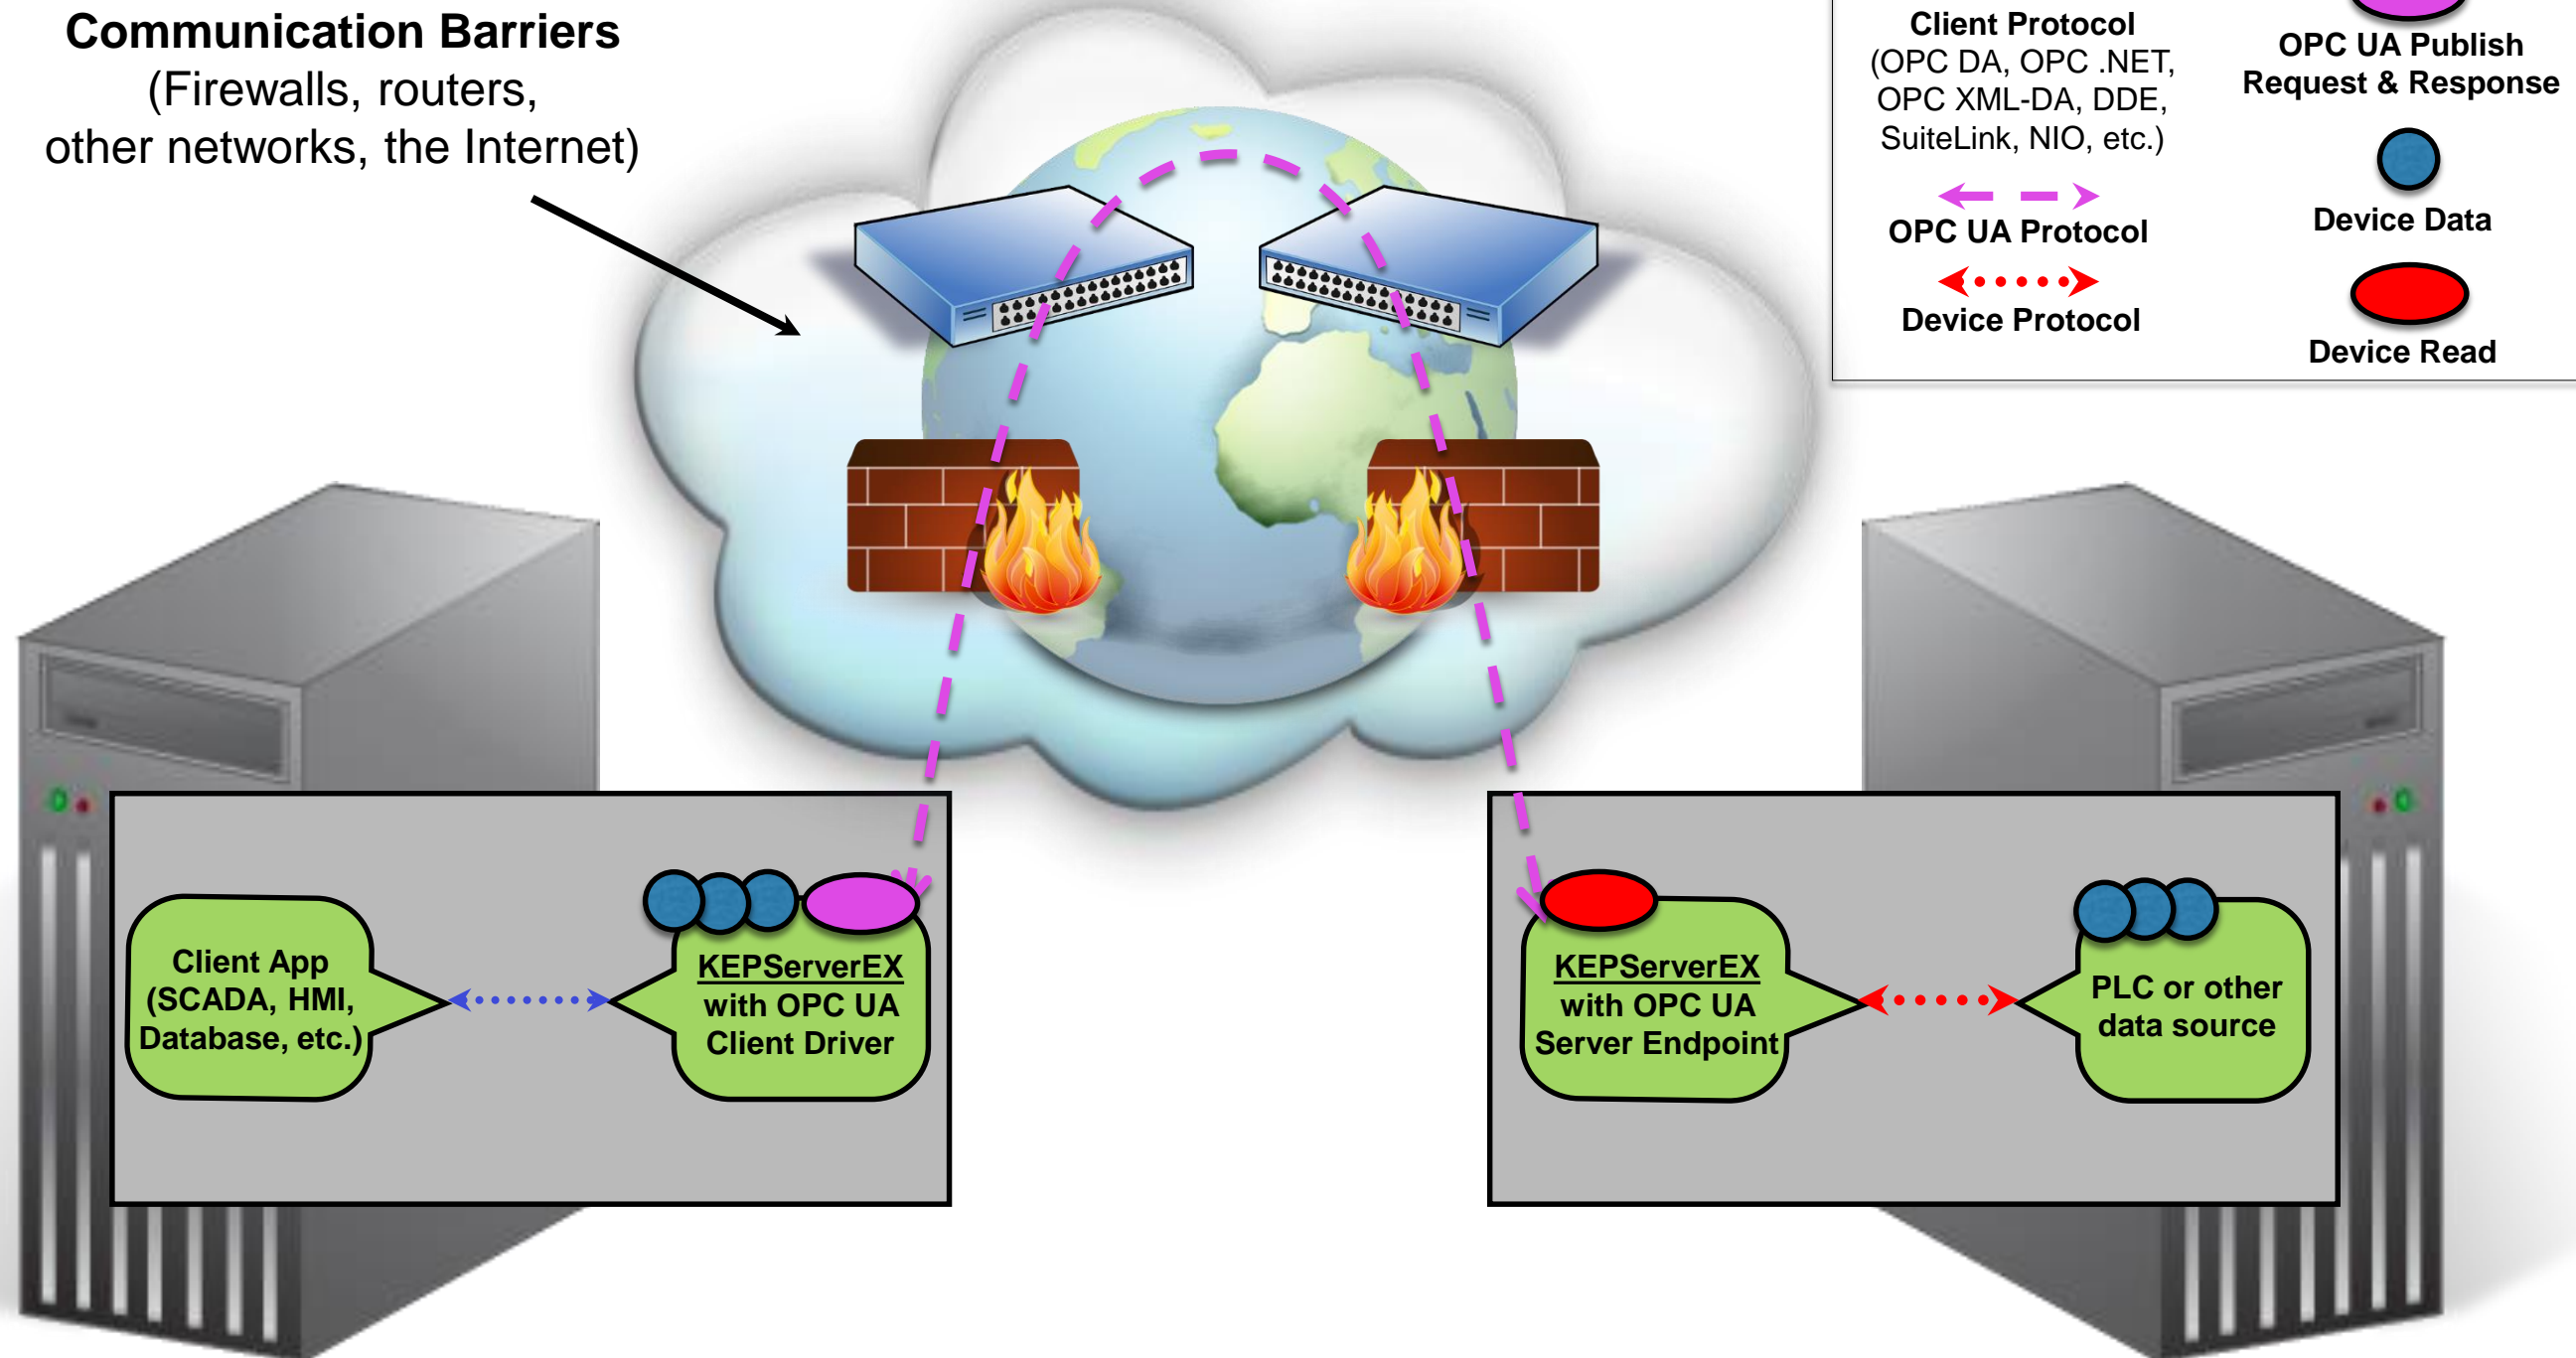 Communication Barriers
(Firewalls, routers,
other networks, the Internet)
Client Protocol
(OPC DA, OPC .NET,
OPC XML-DA, DDE,
SuiteLink, NIO, etc.)
OPC UA Protocol
Device Protocol
OPC UA Publish
Request & Response
Device Data
Device Read
Client App
(SCADA, HMI,
Database, etc.)
KEPServerEX
with OPC UA
Client Driver
KEPServerEX
with OPC UA
Server Endpoint
PLC or other
data source